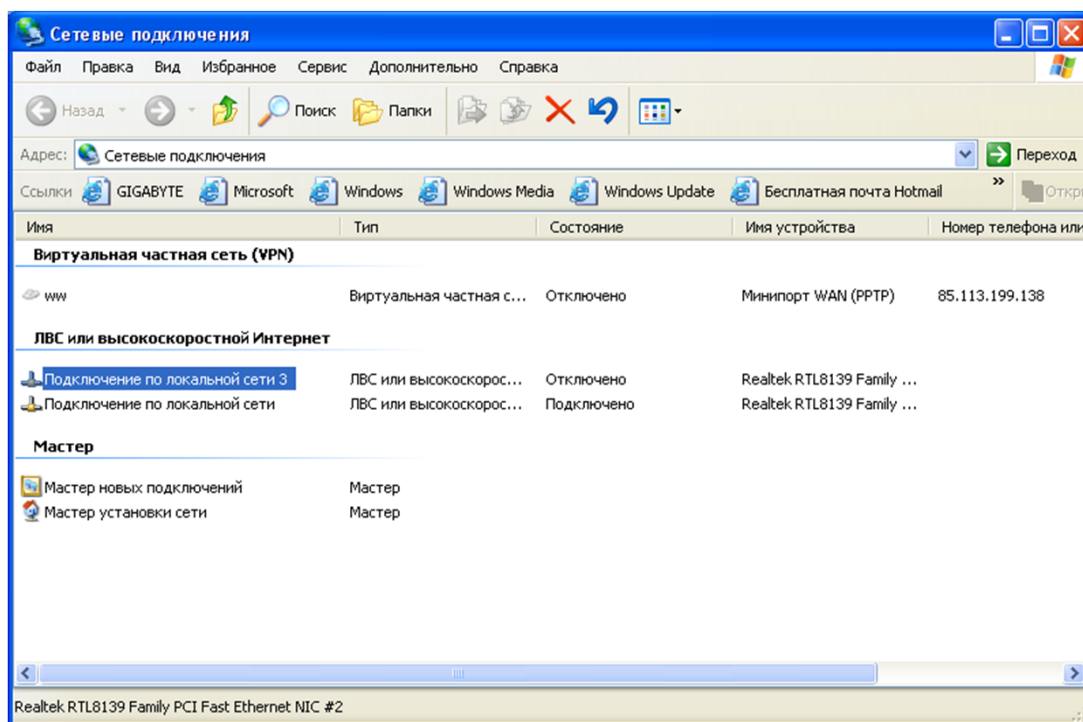 Сетевые подключения
Файл Правка Вид Избранное Сервис Дополнительно Справка
Назад Поиск Папки
Адрес: Сетевые подключения Переход
Ссылки GIGABYTE Microsoft Windows Windows Media Windows Update Бесплатная почта Hotmail » Откр
Имя Тип Состояние Имя устройства Номер телефона или
Виртуальная частная сеть (VPN)
ww Виртуальная частная с... Отключено Минипорт WAN (PPTP) 85.113.199.138
ЛВС или высокоскоростной Интернет
Подключение по локальной сети 3 ЛВС или высокоскорос... Отключено Realtek RTL8139 Family ...
Подключение по локальной сети ЛВС или высокоскорос... Подключено Realtek RTL8139 Family ...
Мастер
Мастер новых подключений Мастер
Мастер установки сети Мастер
Realtek RTL8139 Family PCI Fast Ethernet NIC #2